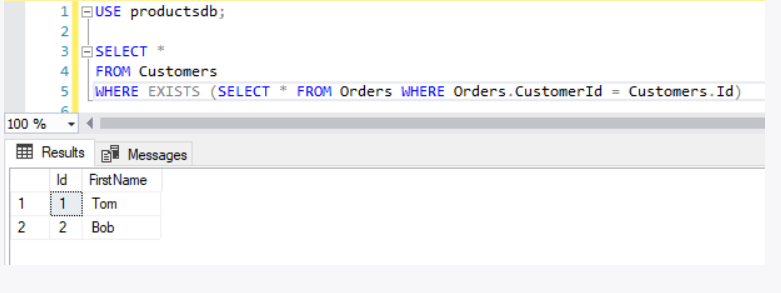 1 USE productsdb;
2
3 SELECT *
4 FROM Customers
5 WHERE EXISTS (SELECT * FROM Orders WHERE Orders.CustomerId = Customers.Id)
6
100 %
Results Messages
Id FirstName
1 1 Tom
2 2 Bob